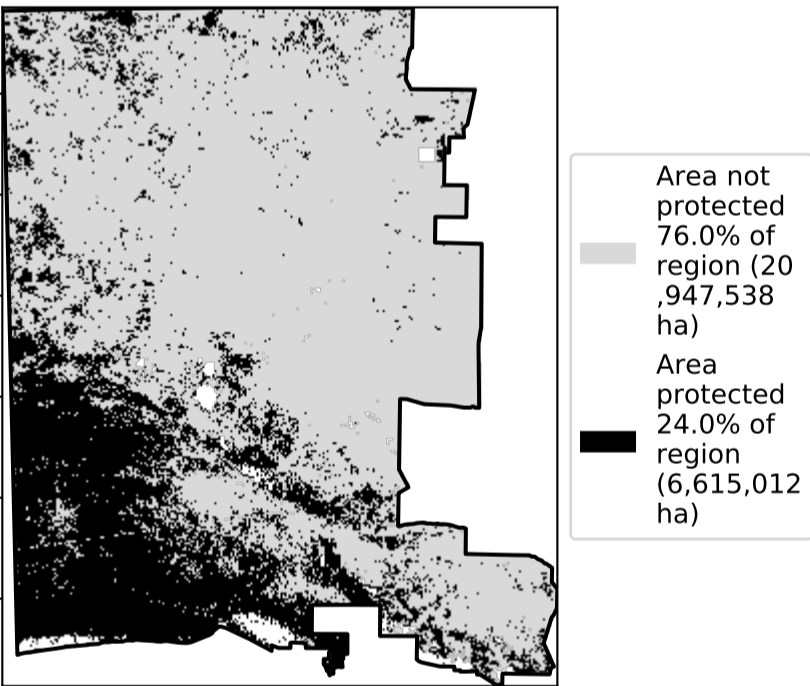 Area not
protected
76.0% of
region (20
,947,538
ha)
Area
protected
24.0% of
region
(6,615,012
ha)